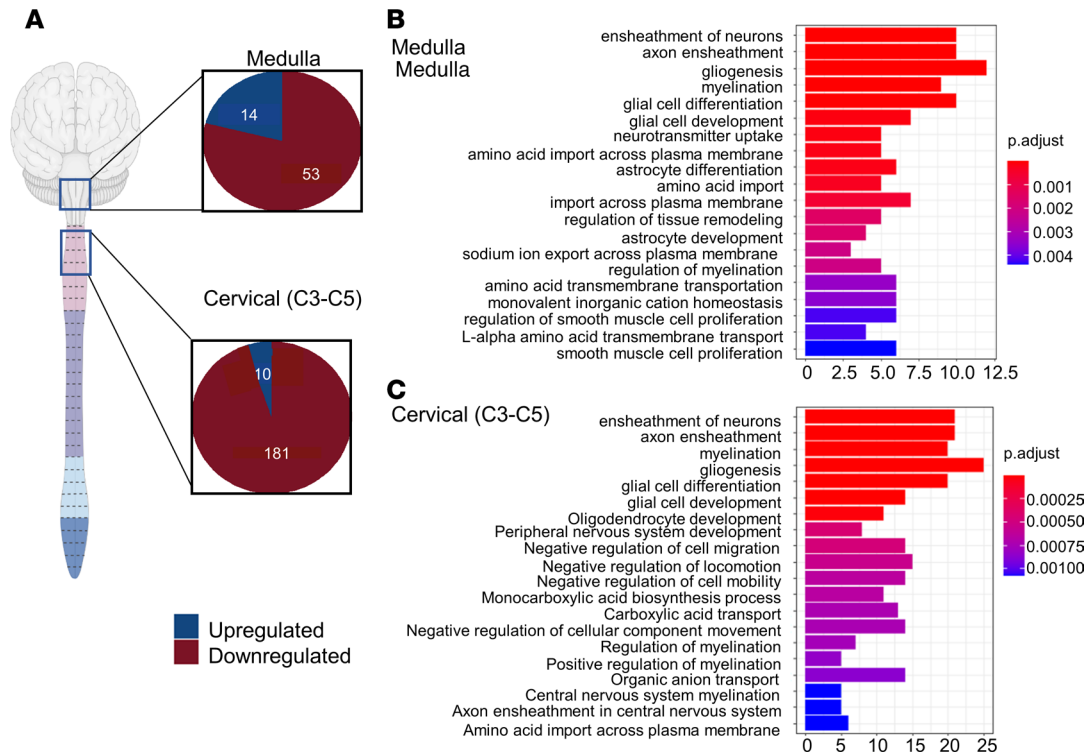 A
Medulla
14
53
Cervical (C3-C5)
10
181
Upregulated
Downregulated
B
Medulla
Medulla
ensheathment of neurons
axon ensheathment
gliogenesis
myelination
glial cell differentiation
glial cell development
neurotransmitter uptake
amino acid import across plasma membrane
astrocyte differentiation
amino acid import
import across plasma membrane
regulation of tissue remodeling
astrocyte development
sodium ion export across plasma membrane
regulation of myelination
amino acid transmembrane transportation
monovalent inorganic cation homeostasis
regulation of smooth muscle cell proliferation
L-alpha amino acid transmembrane transport
smooth muscle cell proliferation
0 2.5 5.0 7.5 10.0 12.5
p.adjust
0.001
0.002
0.003
0.004
C
Cervical (C3-C5)
ensheathment of neurons
axon ensheathment
myelination
gliogenesis
glial cell differentiation
glial cell development
Oligodendrocyte development
Peripheral nervous system development
Negative regulation of cell migration
Negative regulation of locomotion
Negative regulation of cell mobility
Monocarboxylic acid biosynthesis process
Carboxylic acid transport
Negative regulation of cellular component movement
Regulation of myelination
Positive regulation of myelination
Organic anion transport
Central nervous system myelination
Axon ensheathment in central nervous system
Amino acid import across plasma membrane
0 5 10 15 20 25
p.adjust
0.00025
0.00050
0.00075
0.00100